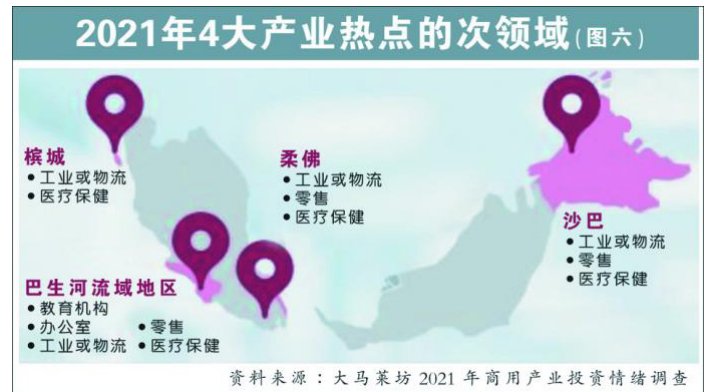 2021年4大产业热点的次领域(图六)
槟城
• 工业或物流
• 医疗保健
柔佛
• 工业或物流
• 零售
• 医疗保健
沙巴
• 工业或物流
• 零售
• 医疗保健
巴生河流域地区
• 教育机构
• 办公室 • 零售
• 工业或物流 • 医疗保健
资料来源：大马莱坊2021年商用产业投资情绪调查